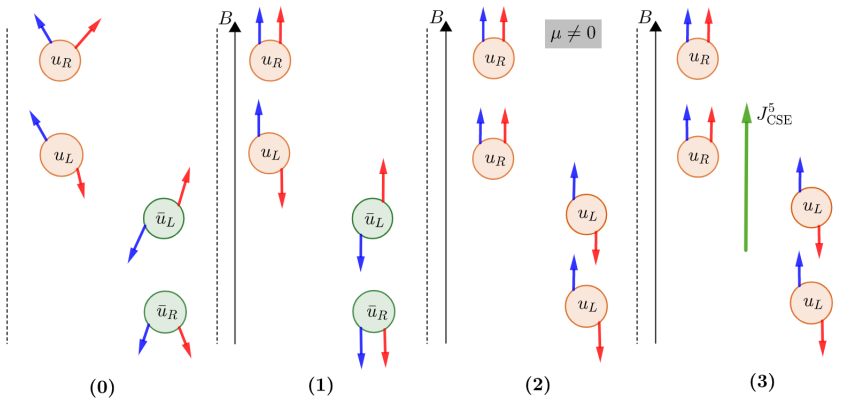 u_R
u_L
ū_L
ū_R
(0)
B
u_R
u_L
ū_L
ū_R
(1)
B
μ ≠ 0
u_R
u_R
u_L
u_L
(2)
B
u_R
J^5_CSE
u_R
u_L
u_L
(3)